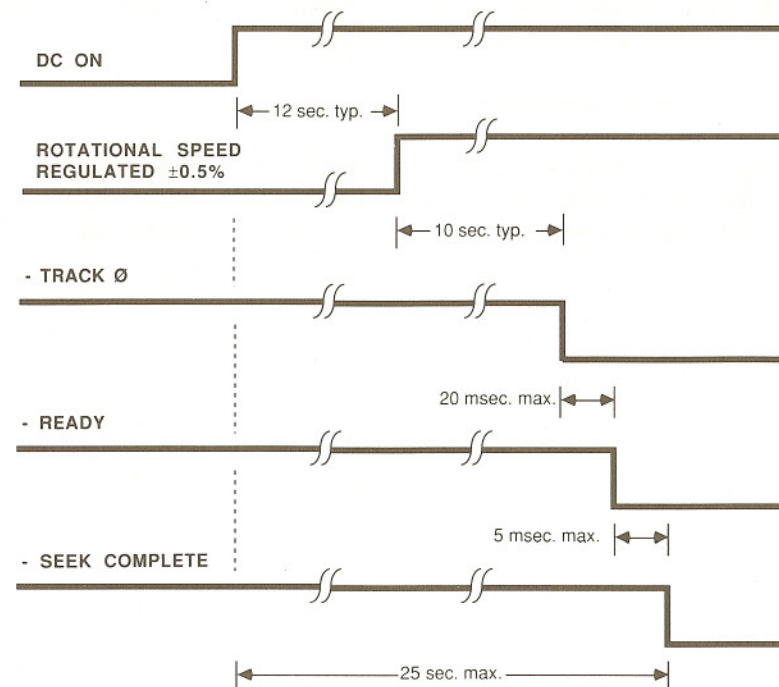 DC ON
12 sec. typ.
ROTATIONAL SPEED
REGULATED ±0.5%
10 sec. typ.
- TRACK Ø
20 msec. max.
- READY
5 msec. max.
- SEEK COMPLETE
25 sec. max.